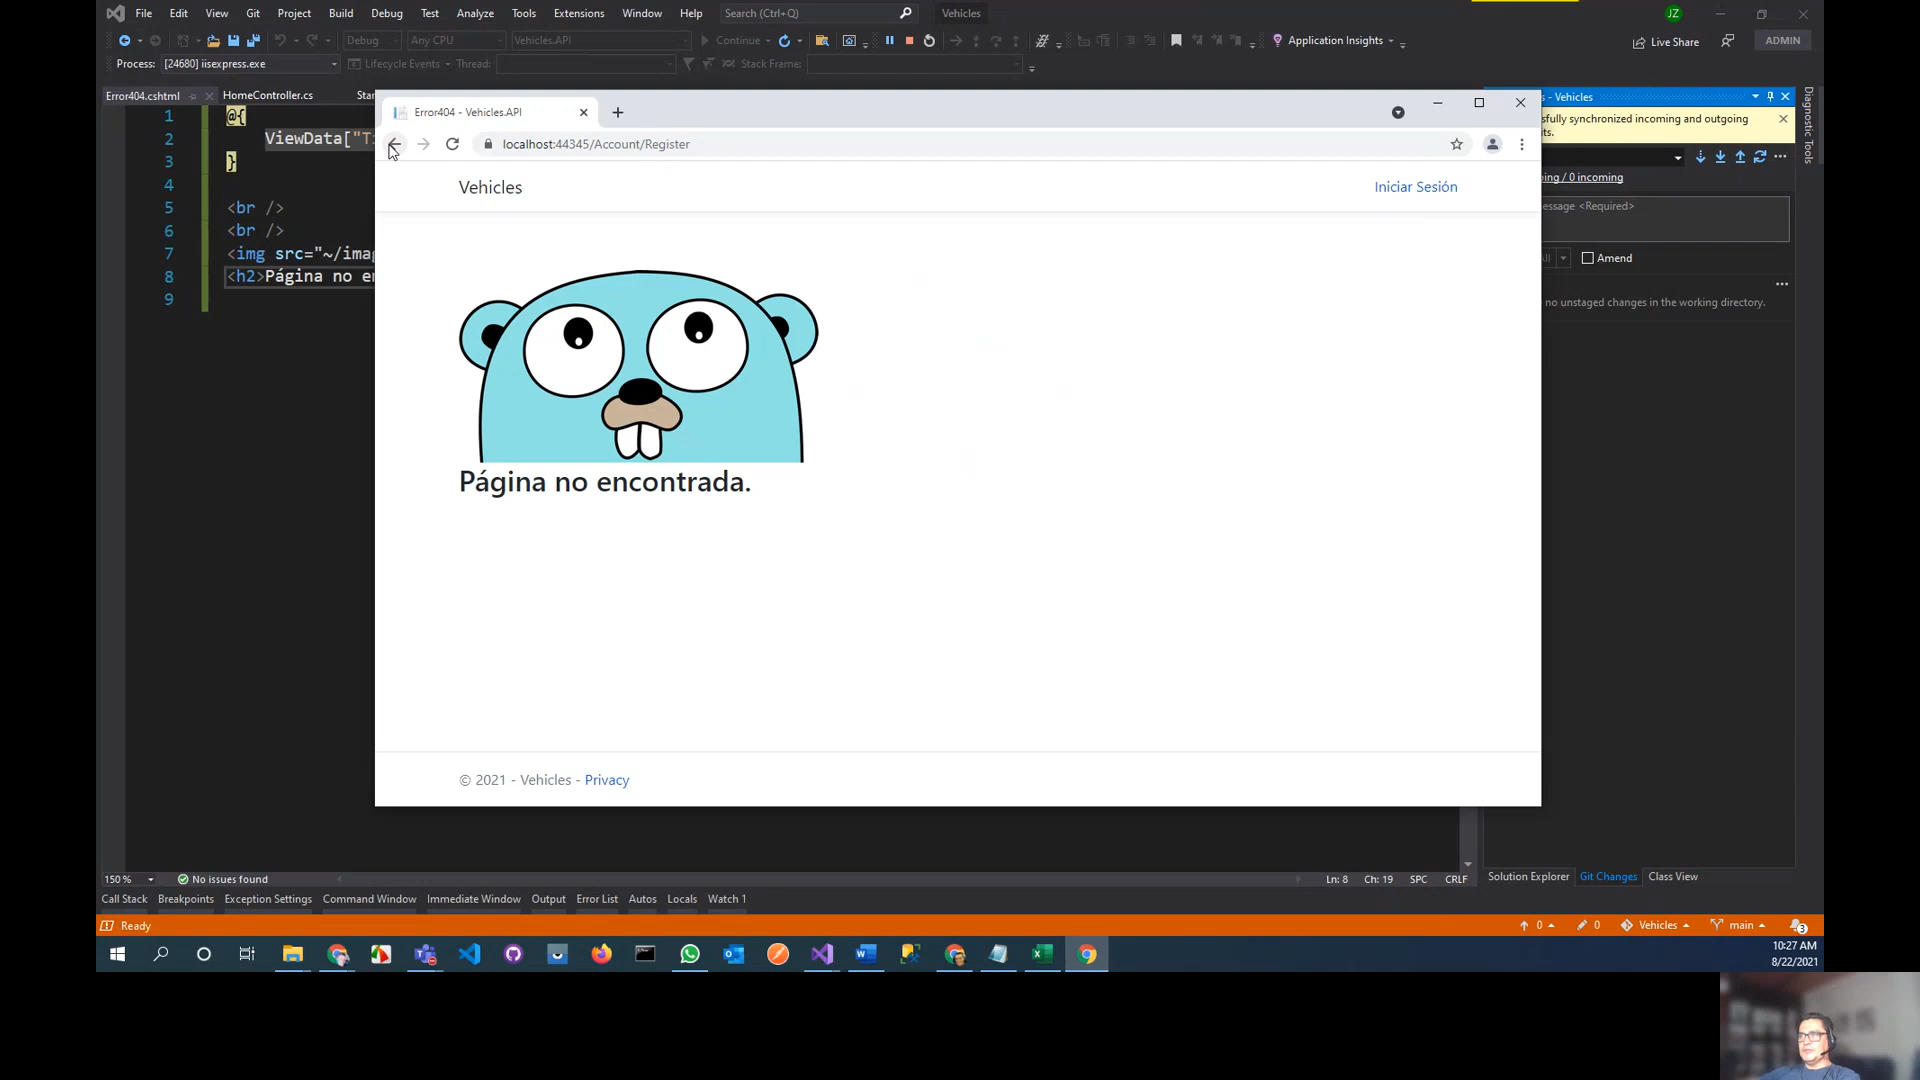 File Edit View Git Project Build Debug Test Analyze Tools Extensions Window Help Search (Ctrl+Q) Vehicles JZ
Debug Any CPU Vehicles.API Continue Application Insights Live Share ADMIN
Process: [24680] iisexpress.exe Lifecycle Events Thread: Stack Frame:
Error404.cshtml HomeController.cs Star
1 @{
2 ViewData["T
3 }
4
5 <br />
6 <br />
7 <img src="~/imag
8 <h2>Página no e
9
Error404 - Vehicles.API
localhost:44345/Account/Register
Vehicles Iniciar Sesión
Página no encontrada.
© 2021 - Vehicles - Privacy
s - Vehicles
sfully synchronized incoming and outgoing
its.
ing / 0 incoming
essage <Required>
All Amend
no unstaged changes in the working directory.
Diagnostic Tools
150 % No issues found Ln: 8 Ch: 19 SPC CRLF
Solution Explorer Git Changes Class View
Call Stack Breakpoints Exception Settings Command Window Immediate Window Output Error List Autos Locals Watch 1
Ready 0 0 Vehicles main 3
10:27 AM
8/22/2021